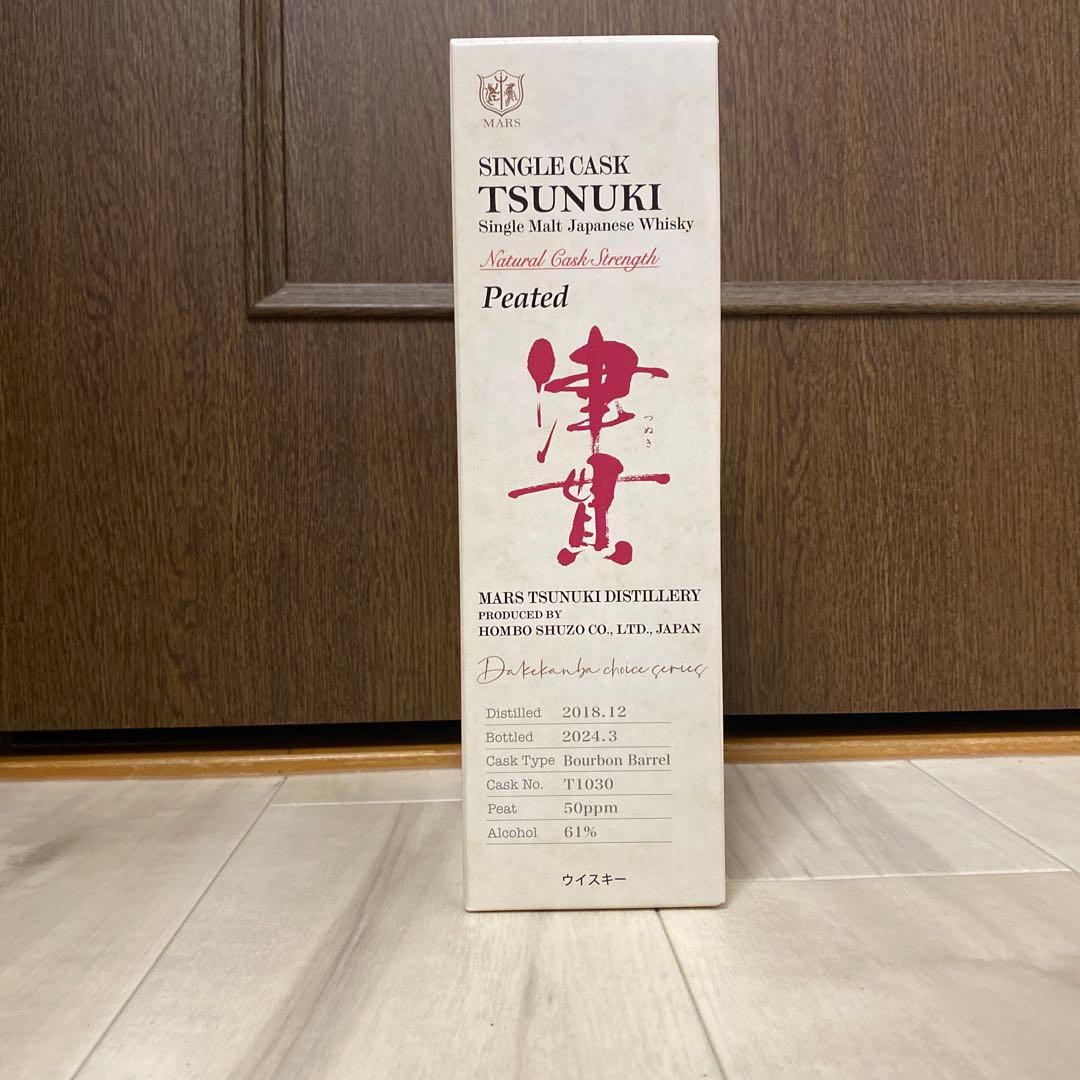 MARS
SINGLE CASK
TSUNUKI
Single Malt Japanese Whisky
Natural Cask Strength
Peated
津貫
つぬき
MARS TSUNUKI DISTILLERY
PRODUCED BY
HOMBO SHUZO CO., LTD., JAPAN
Dakekanba choice series
Distilled 2018.12
Bottled 2024.3
Cask Type Bourbon Barrel
Cask No. T1030
Peat 50ppm
Alcohol 61%
ウイスキー